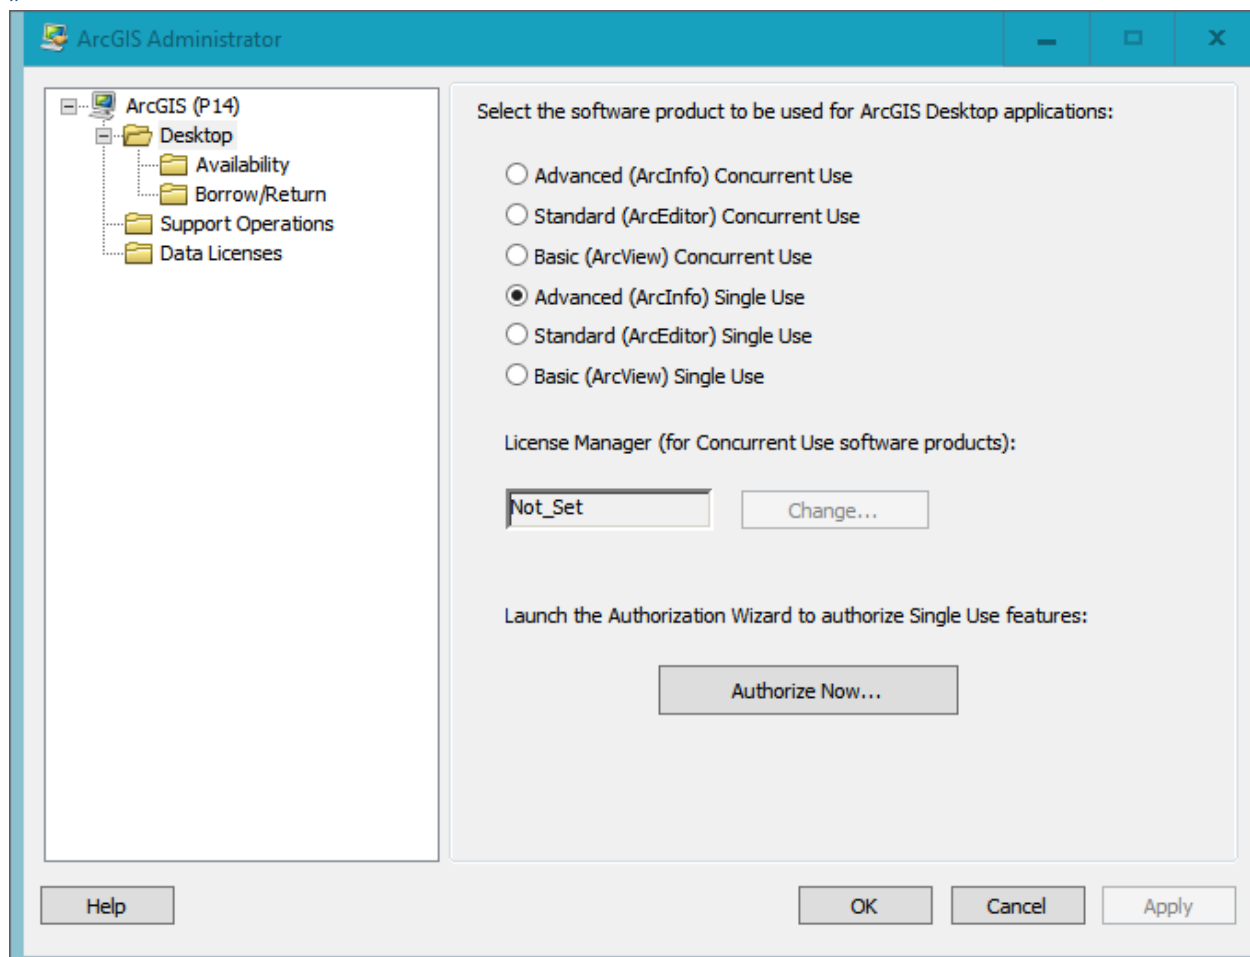 ArcGIS Administrator
ArcGIS (P14)
Desktop
Availability
Borrow/Return
Support Operations
Data Licenses
Select the software product to be used for ArcGIS Desktop applications:
Advanced (ArcInfo) Concurrent Use
Standard (ArcEditor) Concurrent Use
Basic (ArcView) Concurrent Use
Advanced (ArcInfo) Single Use
Standard (ArcEditor) Single Use
Basic (ArcView) Single Use
License Manager (for Concurrent Use software products):
Not_Set
Change...
Launch the Authorization Wizard to authorize Single Use features:
Authorize Now...
Help
OK
Cancel
Apply